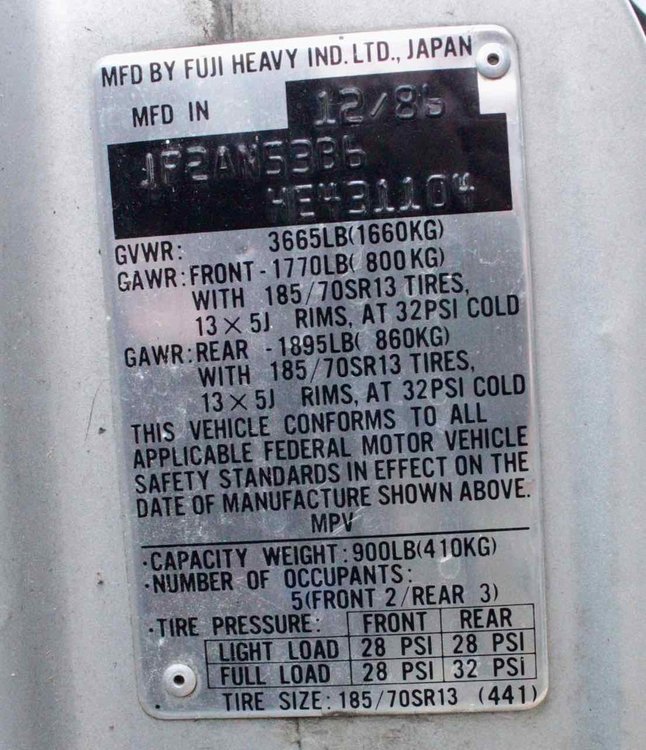 MFD BY FUJI HEAVY IND. LTD., JAPAN
MFD IN 12/86
JF2AN53B6
HE431104
GVWR: 3665LB(1660KG)
GAWR: FRONT - 1770LB( 800KG)
WITH 185/70SR13 TIRES,
13 × 5J RIMS, AT 32PSI COLD
GAWR: REAR - 1895LB( 860KG)
WITH 185/70SR13 TIRES,
13 × 5J RIMS, AT 32PSI COLD
THIS VEHICLE CONFORMS TO ALL
APPLICABLE FEDERAL MOTOR VEHICLE
SAFETY STANDARDS IN EFFECT ON THE
DATE OF MANUFACTURE SHOWN ABOVE.
MPV
·CAPACITY WEIGHT: 900LB(410KG)
·NUMBER OF OCCUPANTS:
5(FRONT 2/REAR 3)
·TIRE PRESSURE: FRONT REAR
LIGHT LOAD 28 PSI 28 PSI
FULL LOAD 28 PSI 32 PSI
TIRE SIZE: 185/70SR13 (441)